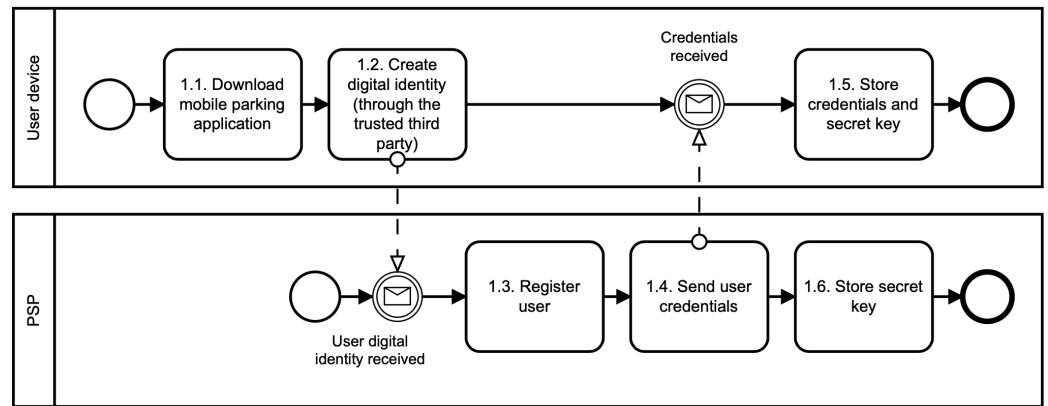 User device
1.1. Download
mobile parking
application
1.2. Create
digital identity
(through the
trusted third
party)
Credentials
received
1.5. Store
credentials and
secret key
PSP
User digital
identity received
1.3. Register
user
1.4. Send user
credentials
1.6. Store secret
key